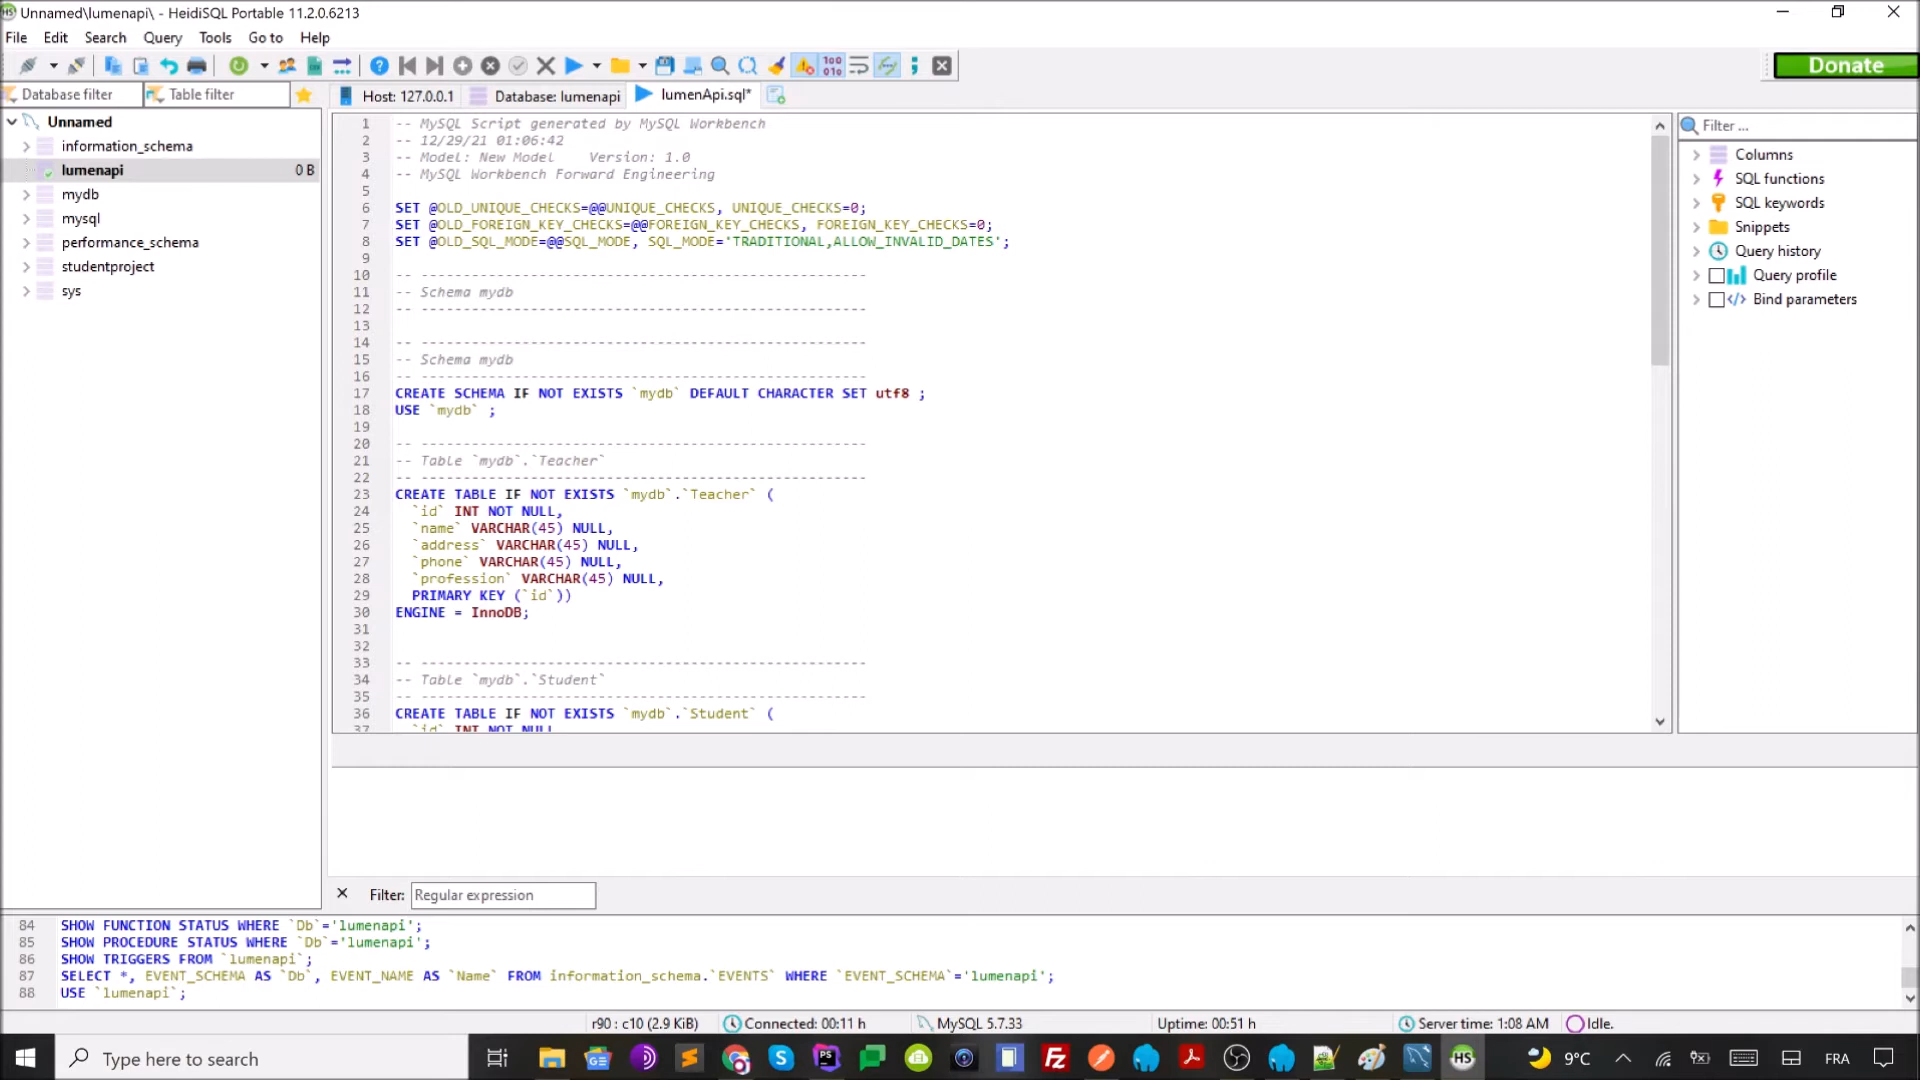 Unnamed\lumenapi\ - HeidiSQL Portable 11.2.0.6213
File Edit Search Query Tools Go to Help
Donate
Database filter Table filter Host: 127.0.0.1 Database: lumenapi lumenApi.sql*
Unnamed
information_schema
lumenapi 0 B
mydb
mysql
performance_schema
studentproject
sys
1 -- MySQL Script generated by MySQL Workbench
2 -- 12/29/21 01:06:42
3 -- Model: New Model    Version: 1.0
4 -- MySQL Workbench Forward Engineering
5
6 SET @OLD_UNIQUE_CHECKS=@@UNIQUE_CHECKS, UNIQUE_CHECKS=0;
7 SET @OLD_FOREIGN_KEY_CHECKS=@@FOREIGN_KEY_CHECKS, FOREIGN_KEY_CHECKS=0;
8 SET @OLD_SQL_MODE=@@SQL_MODE, SQL_MODE='TRADITIONAL,ALLOW_INVALID_DATES';
9
10 -- -----------------------------------------------------
11 -- Schema mydb
12 -- -----------------------------------------------------
13
14 -- -----------------------------------------------------
15 -- Schema mydb
16 -- -----------------------------------------------------
17 CREATE SCHEMA IF NOT EXISTS `mydb` DEFAULT CHARACTER SET utf8 ;
18 USE `mydb` ;
19
20 -- -----------------------------------------------------
21 -- Table `mydb`.`Teacher`
22 -- -----------------------------------------------------
23 CREATE TABLE IF NOT EXISTS `mydb`.`Teacher` (
24 `id` INT NOT NULL,
25 `name` VARCHAR(45) NULL,
26 `address` VARCHAR(45) NULL,
27 `phone` VARCHAR(45) NULL,
28 `profession` VARCHAR(45) NULL,
29 PRIMARY KEY (`id`))
30 ENGINE = InnoDB;
31
32
33 -- -----------------------------------------------------
34 -- Table `mydb`.`Student`
35 -- -----------------------------------------------------
36 CREATE TABLE IF NOT EXISTS `mydb`.`Student` (
37 `id` INT NOT NULL
Filter ...
Columns
SQL functions
SQL keywords
Snippets
Query history
Query profile
Bind parameters
Filter: Regular expression
84 SHOW FUNCTION STATUS WHERE `Db`='lumenapi';
85 SHOW PROCEDURE STATUS WHERE `Db`='lumenapi';
86 SHOW TRIGGERS FROM `lumenapi`;
87 SELECT *, EVENT_SCHEMA AS `Db`, EVENT_NAME AS `Name` FROM information_schema.`EVENTS` WHERE `EVENT_SCHEMA`='lumenapi';
88 USE `lumenapi`;
r90 : c10 (2.9 KiB) Connected: 00:11 h MySQL 5.7.33 Uptime: 00:51 h Server time: 1:08 AM Idle.
Type here to search
PS
HS
9°C
FRA